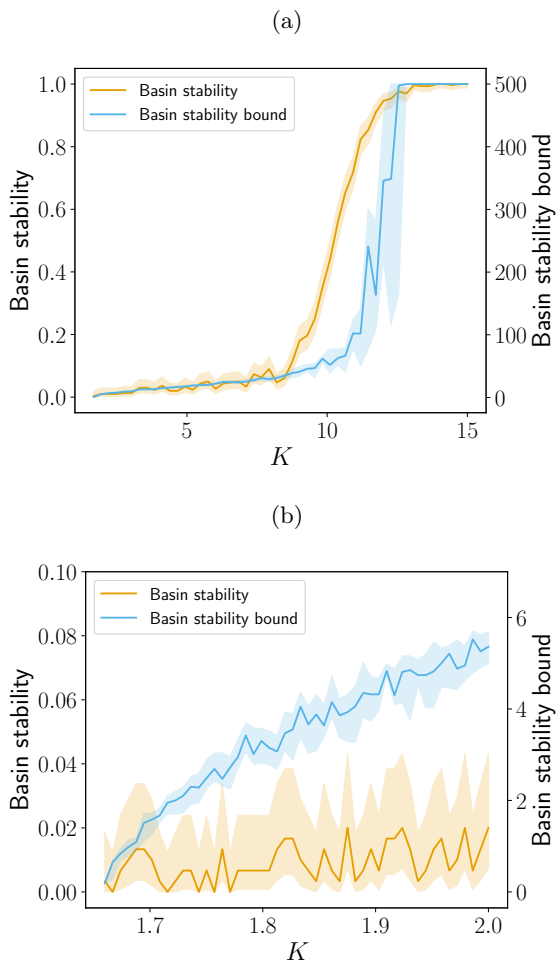 (a)
Basin stability
Basin stability bound
1.0
0.8
0.6
0.4
0.2
0.0
Basin stability
500
400
300
200
100
0
Basin stability bound
5
10
15
K
(b)
Basin stability
Basin stability bound
0.10
0.08
0.06
0.04
0.02
0.00
Basin stability
6
4
2
0
Basin stability bound
1.7
1.8
1.9
2.0
K